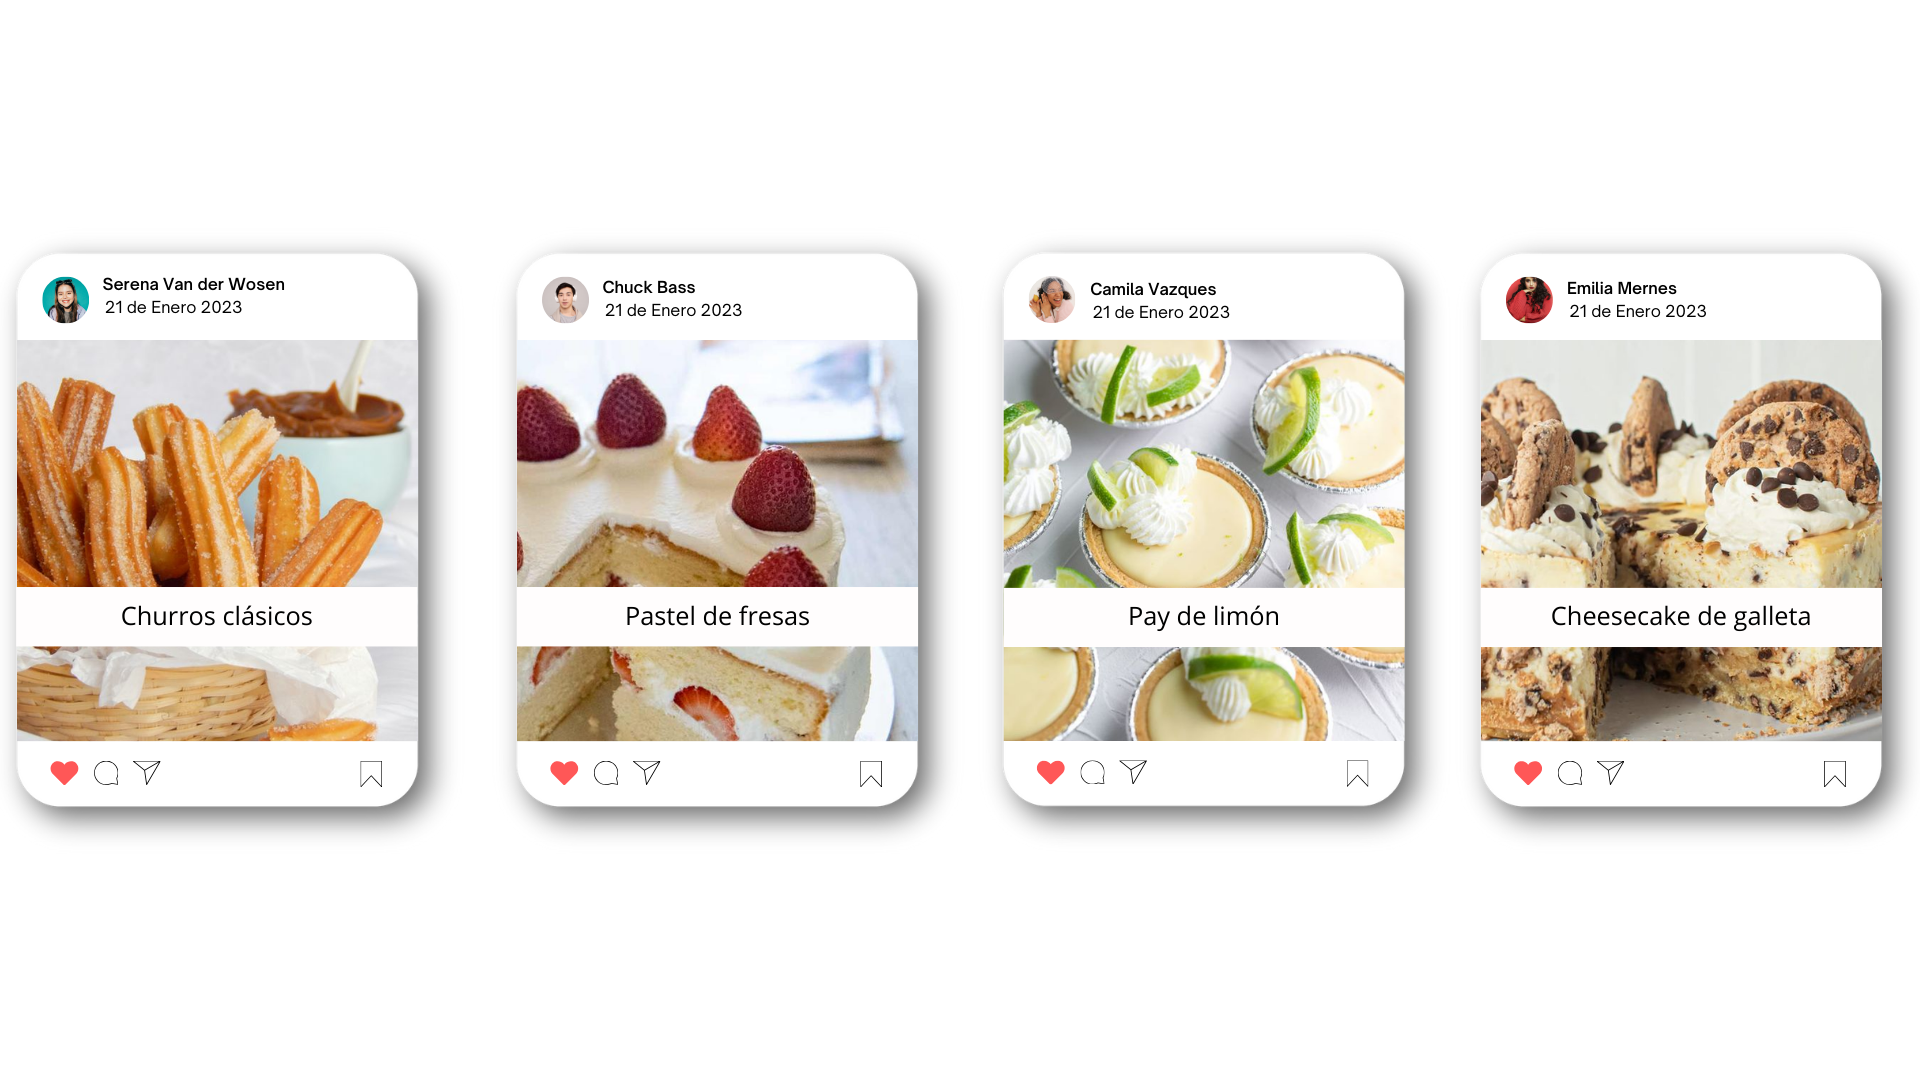 Serena Van der Wosen
21 de Enero 2023
Churros clásicos
Chuck Bass
21 de Enero 2023
Pastel de fresas
Camila Vazques
21 de Enero 2023
Pay de limón
Emilia Mernes
21 de Enero 2023
Cheesecake de galleta